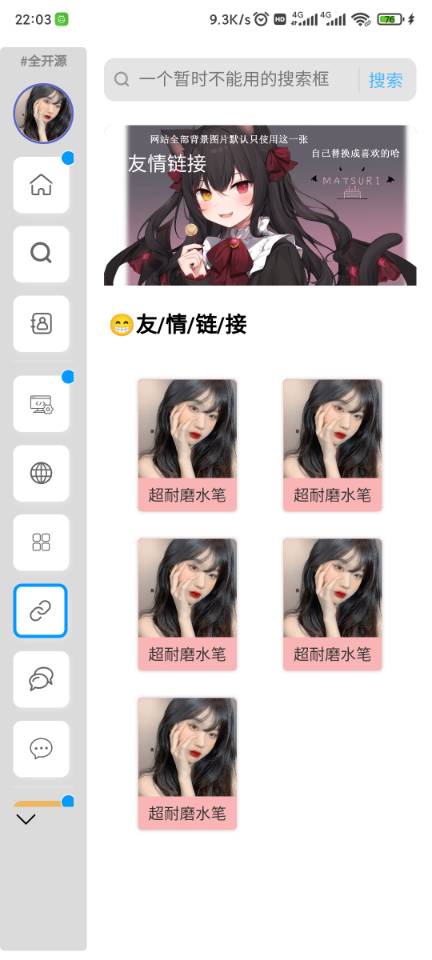 22:03
9.3K/s
HD
4G
4G
76
#全开源
一个暂时不能用的搜索框
搜索
网站全部背景图片默认只使用这一张
友情链接
自己替换成喜欢的哈
MATSURI
😁友/情/链/接
超耐磨水笔
超耐磨水笔
超耐磨水笔
超耐磨水笔
超耐磨水笔